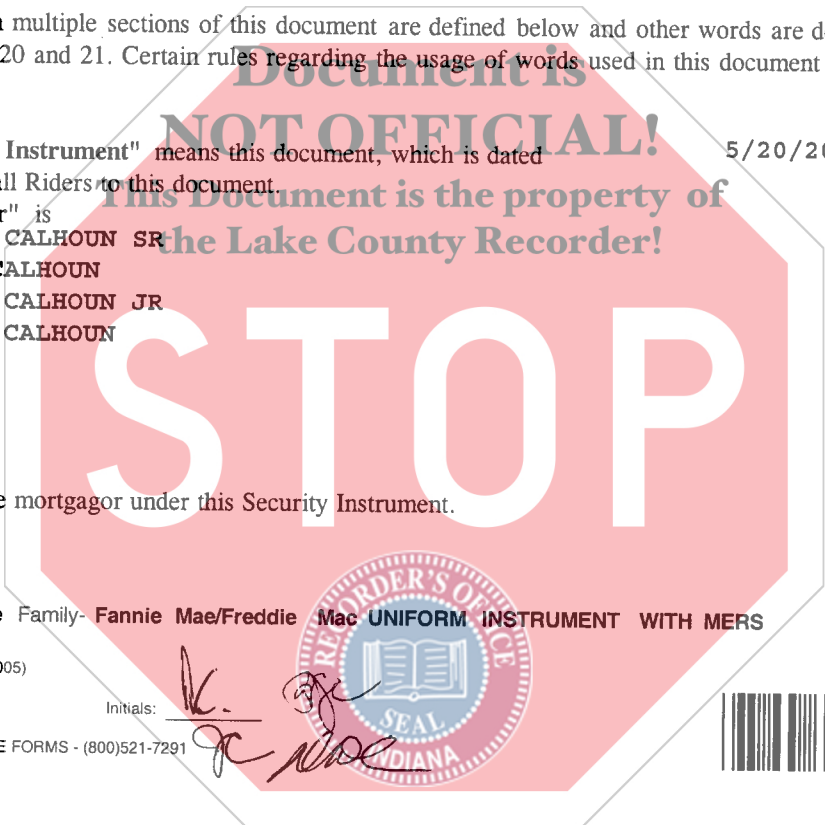 multiple sections of this document are defined below and other words are d
20 and 21. Certain rules regarding the usage of words used in this document
Document is
NOT OFFICIAL!
Instrument" means this document, which is dated 5/20/20
ll Riders to this document.
This Document is the property of
r" is
CALHOUN SR
the Lake County Recorder!
CALHOUN
CALHOUN JR
CALHOUN
STOP
mortgagor under this Security Instrument.
RECORDER'S OFFICE
Family- Fannie Mae/Freddie Mac UNIFORM INSTRUMENT WITH MERS
005)
Initials:
SEAL
E FORMS - (800)521-7291
INDIANA